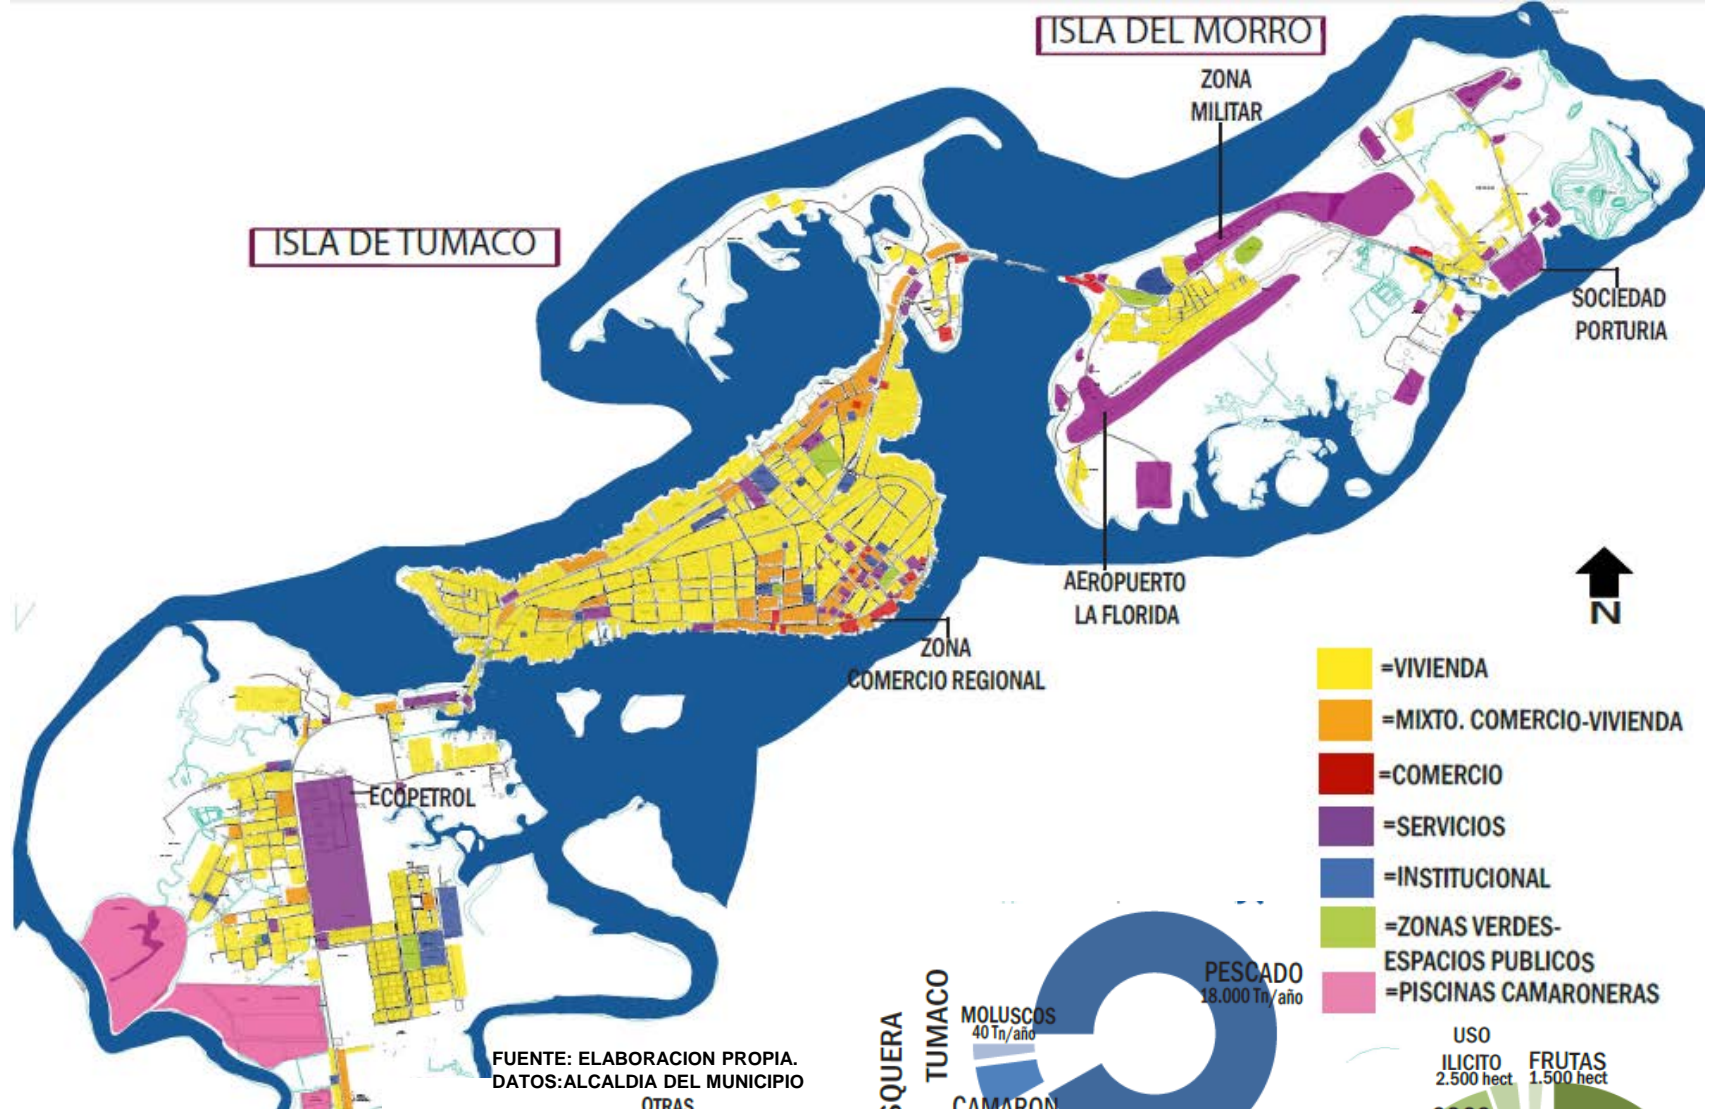 ISLA DEL MORRO
ZONA
MILITAR
ISLA DE TUMACO
SOCIEDAD
PORTURIA
AEROPUERTO
LA FLORIDA
N
ZONA
COMERCIO REGIONAL
=VIVIENDA
=MIXTO. COMERCIO-VIVIENDA
=COMERCIO
=SERVICIOS
=INSTITUCIONAL
=ZONAS VERDES-
ESPACIOS PUBLICOS
=PISCINAS CAMARONERAS
ECOPETROL
FUENTE: ELABORACION PROPIA.
DATOS:ALCALDIA DEL MUNICIPIO
OTRAS
TUMACO
PESCADO
18.000 Tn/año
MOLUSCOS
40 Tn/año
CAMARON
USO
ILICITO
2.500 hect
FRUTAS
1.500 hect